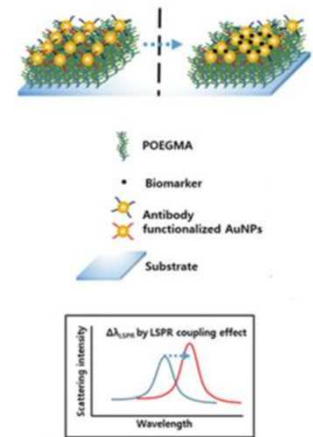 POEGMA
Biomarker
Antibody
functionalized AuNPs
Substrate
ΔλLSPR by LSPR coupling effect
Scattering intensity
Wavelength